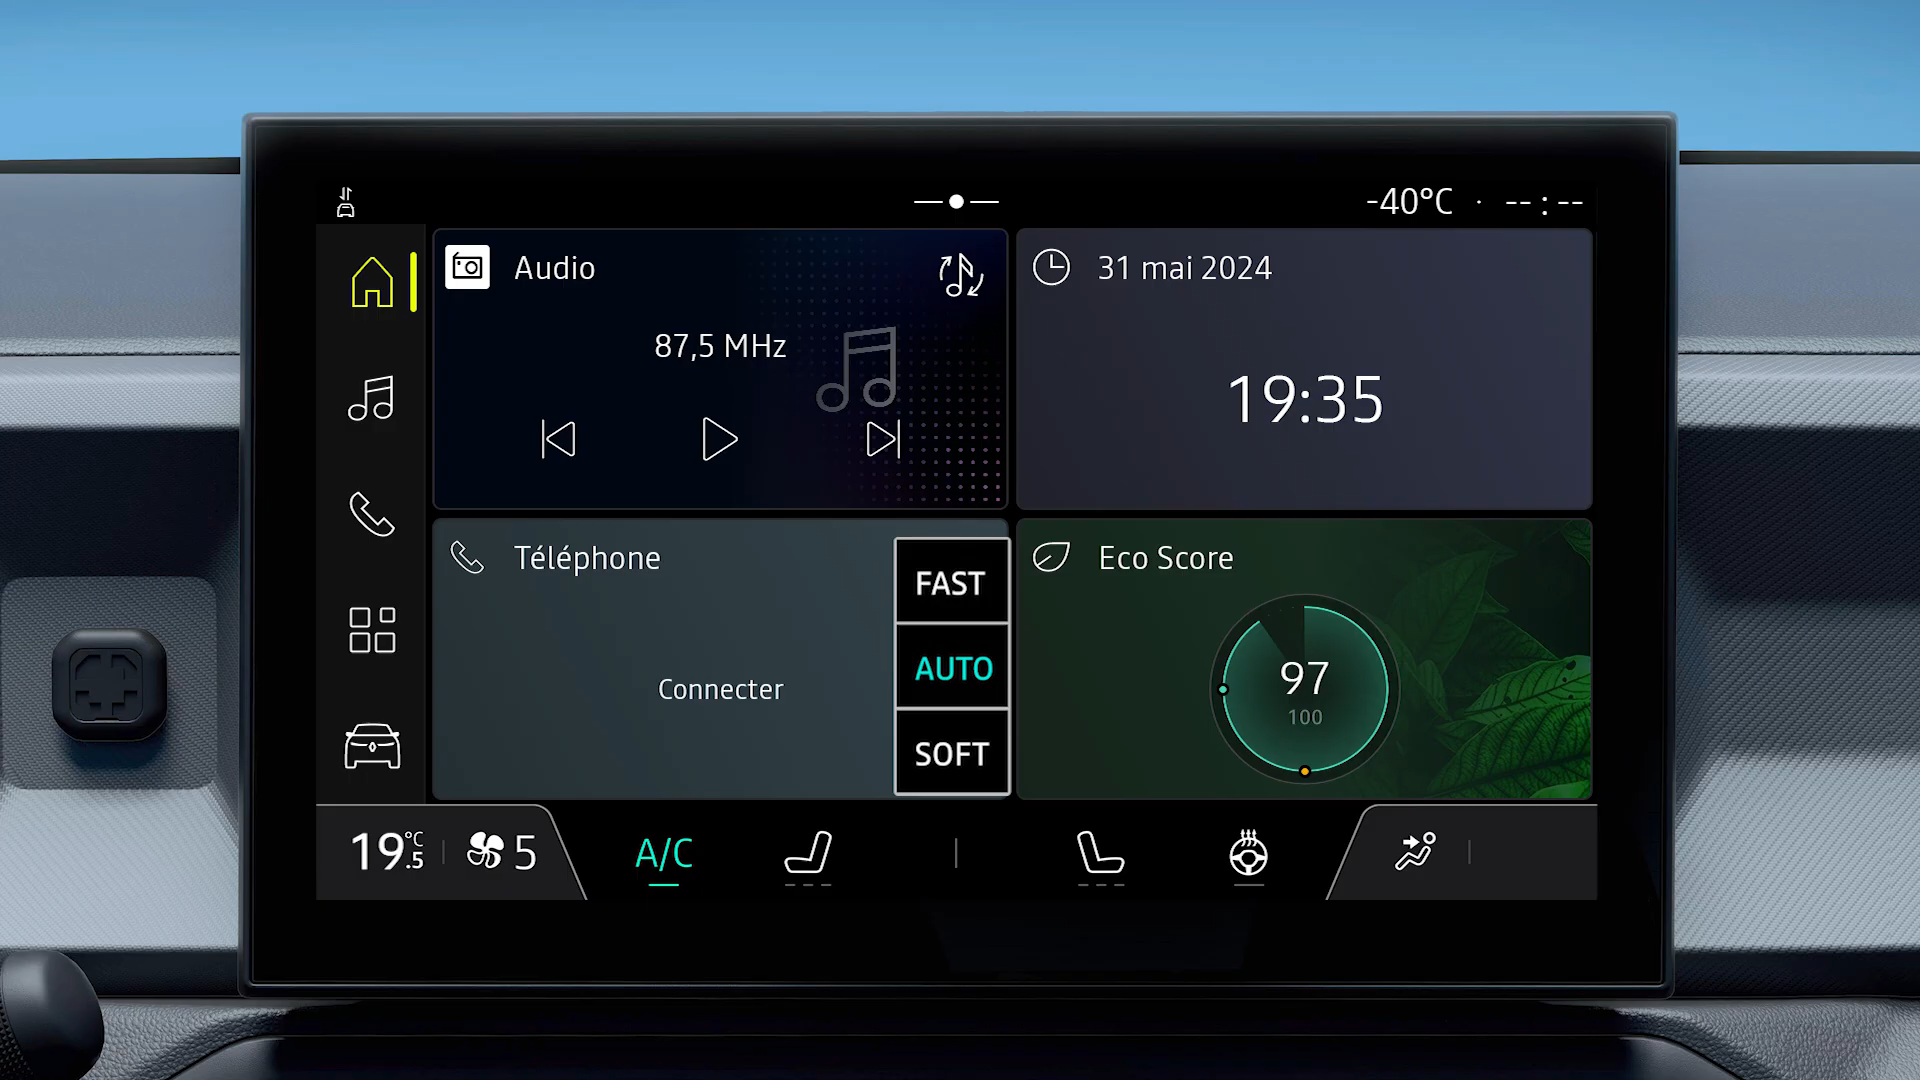 -40°C · -- : --
Audio
87,5 MHz
31 mai 2024
19:35
Téléphone
Connecter
FAST
AUTO
SOFT
Eco Score
97
100
19.5 °C
5
A/C